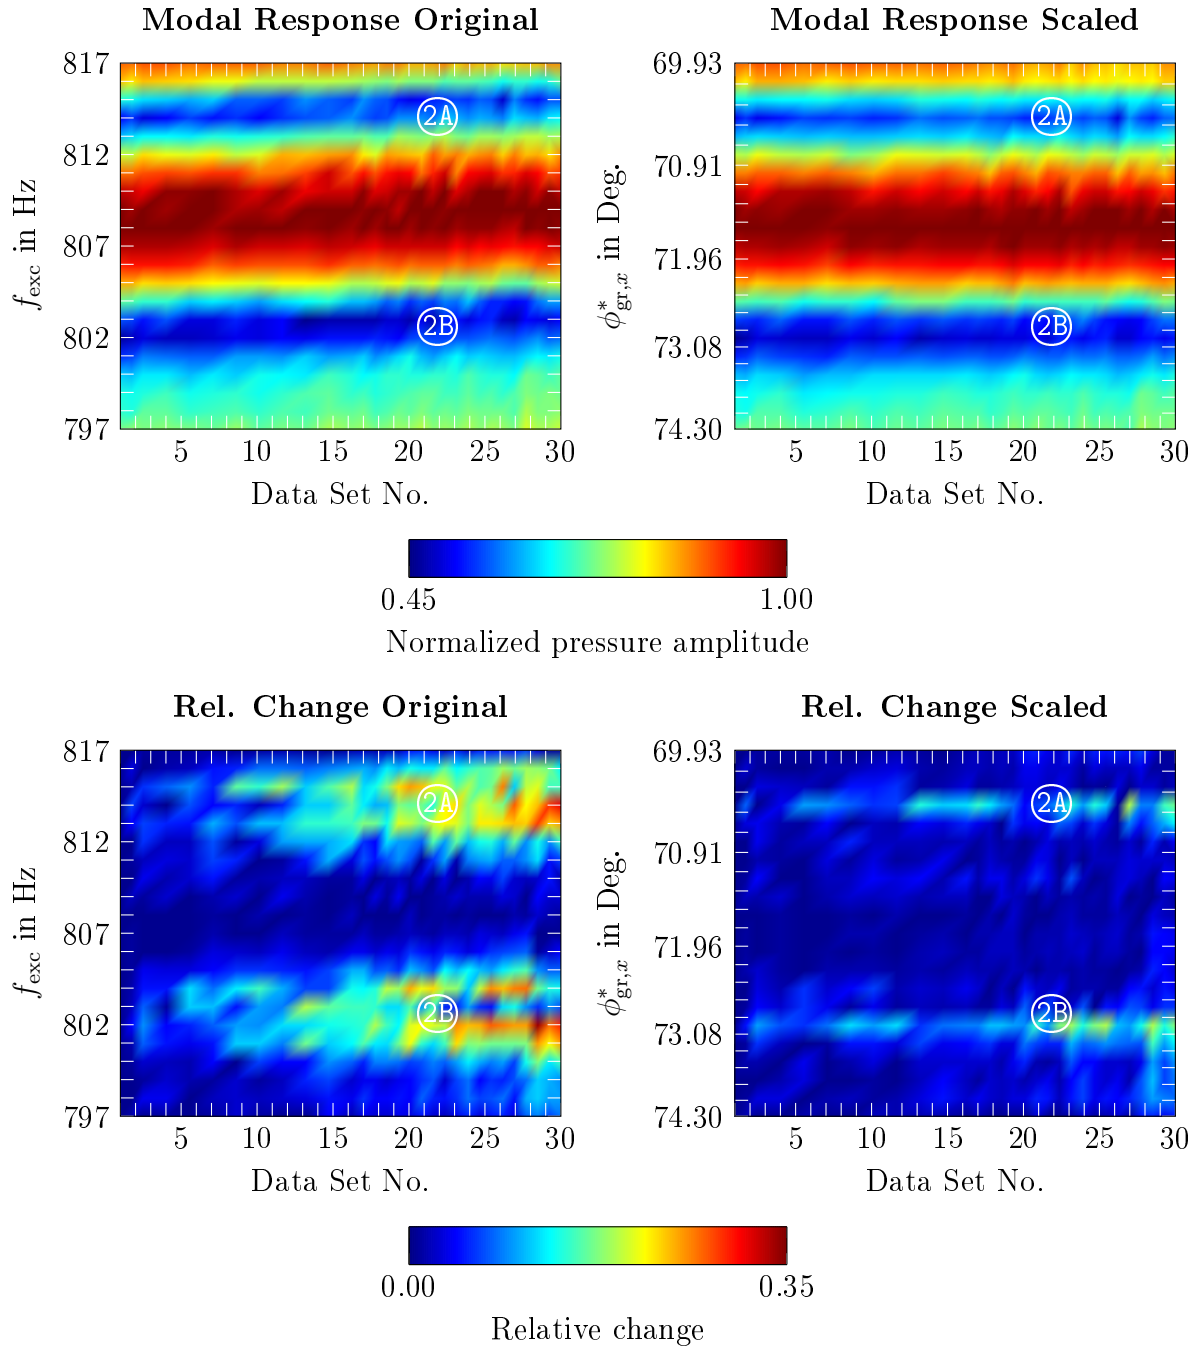 Modal Response Original
Modal Response Scaled
817
812
807
802
797
f_exc in Hz
2A
2B
5 10 15 20 25 30
Data Set No.
69.93
70.91
71.96
73.08
74.30
ϕ*_gr,x in Deg.
2A
2B
5 10 15 20 25 30
Data Set No.
0.45 1.00
Normalized pressure amplitude
Rel. Change Original
Rel. Change Scaled
817
812
807
802
797
f_exc in Hz
2A
2B
5 10 15 20 25 30
Data Set No.
69.93
70.91
71.96
73.08
74.30
ϕ*_gr,x in Deg.
2A
2B
5 10 15 20 25 30
Data Set No.
0.00 0.35
Relative change